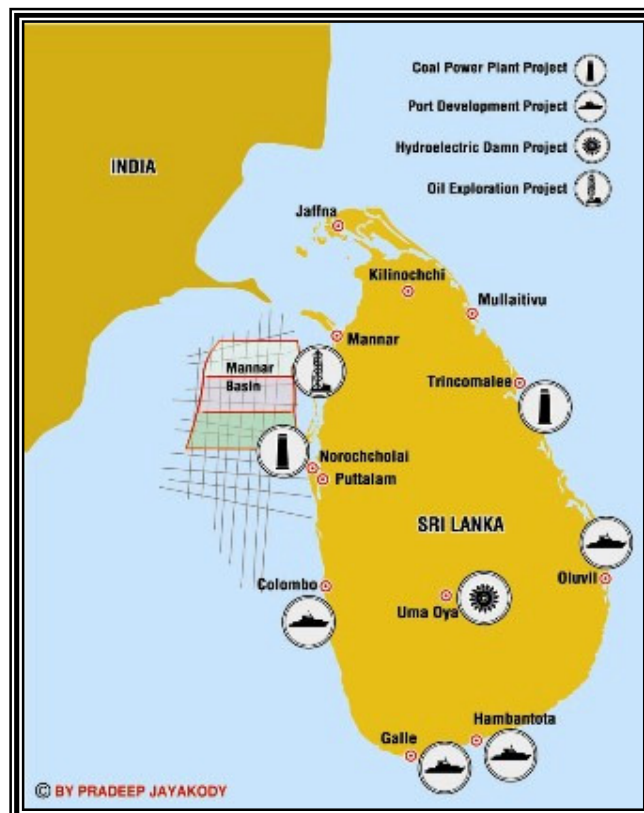 Coal Power Plant Project
Port Development Project
Hydroelectric Damn Project
Oil Exploration Project
INDIA
Jaffna
Kilinochchi
Mullaitivu
Mannar
Mannar
Basin
Trincomalee
Norochcholai
Puttalam
SRI LANKA
Colombo
Oluvil
Uma Oya
Hambantota
Galle
© BY PRADEEP JAYAKODY